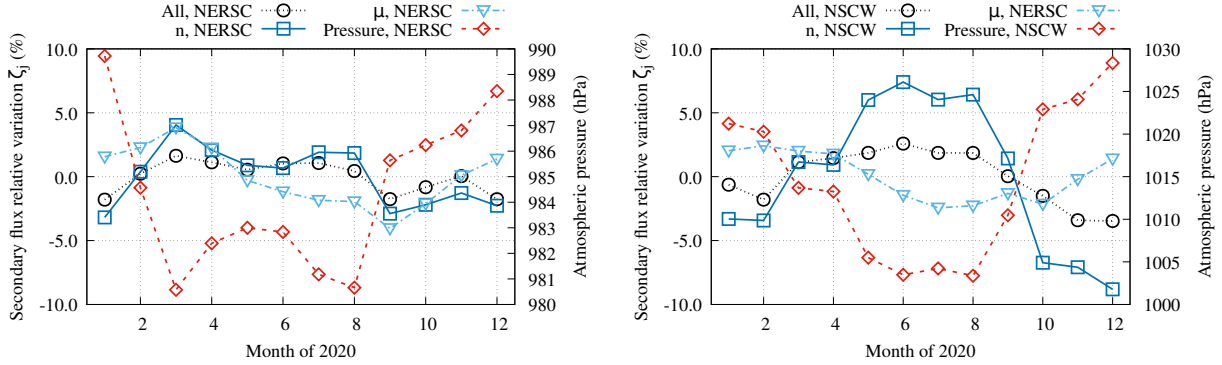 All, NERSC
n, NERSC
μ, NERSC
Pressure, NERSC
Secondary flux relative variation ζj (%)
10.0
5.0
0.0
-5.0
-10.0
2
4
6
8
10
12
Month of 2020
990
989
988
987
986
985
984
983
982
981
980
Atmospheric pressure (hPa)
All, NSCW
n, NSCW
μ, NERSC
Pressure, NSCW
Secondary flux relative variation ζj (%)
10.0
5.0
0.0
-5.0
-10.0
2
4
6
8
10
12
Month of 2020
1030
1025
1020
1015
1010
1005
1000
Atmospheric pressure (hPa)